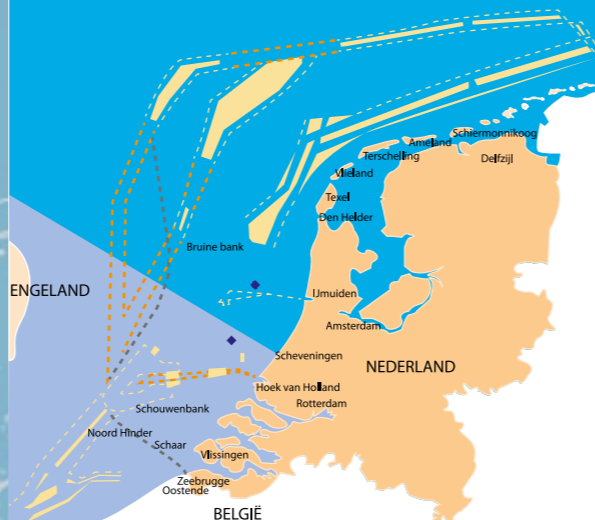 Schiermonnikoog
Ameland
Terschelling
Delfzijl
Vlieland
Texel
Den Helder
Bruine bank
ENGELAND
IJmuiden
Amsterdam
Scheveningen
NEDERLAND
Hoek van Holland
Rotterdam
Schouwenbank
Noord Hinder
Schaar
Vlissingen
Zeebrugge
Oostende
BELGIË